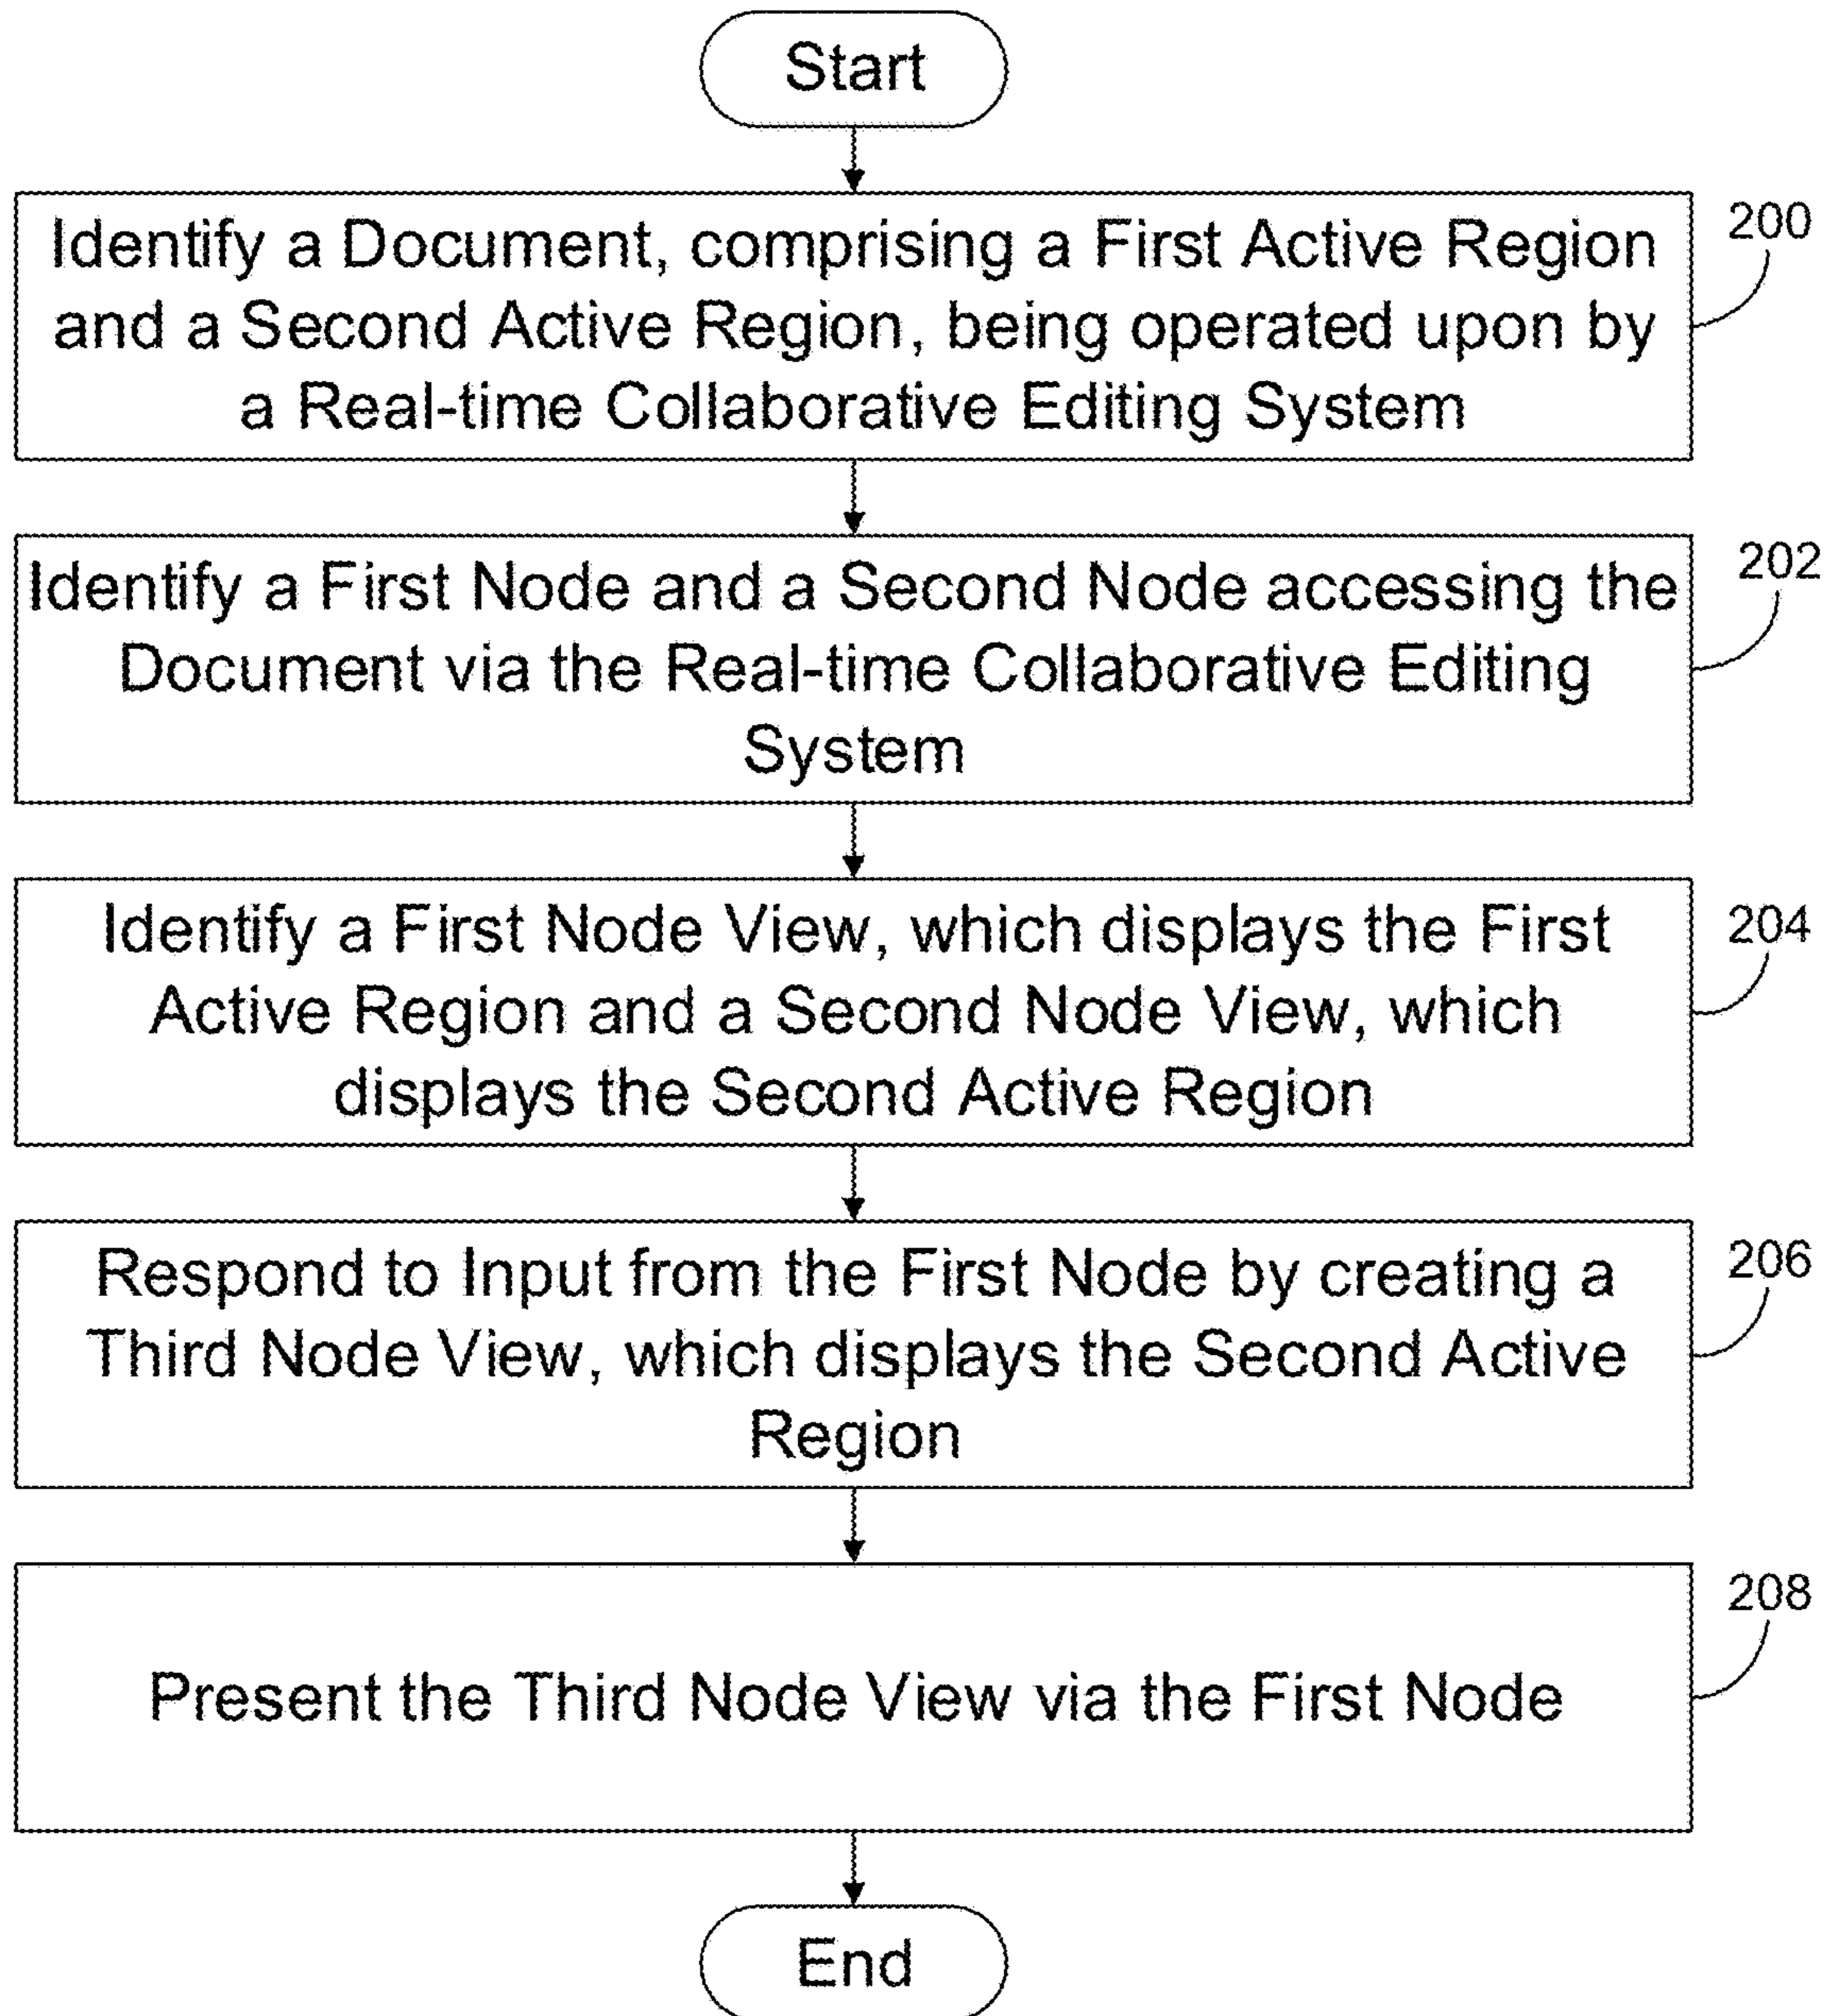 Start
Identify a Document, comprising a First Active Region
and a Second Active Region, being operated upon by
a Real-time Collaborative Editing System
200
Identify a First Node and a Second Node accessing the
Document via the Real-time Collaborative Editing
System
202
Identify a First Node View, which displays the First
Active Region and a Second Node View, which
displays the Second Active Region
204
Respond to Input from the First Node by creating a
Third Node View, which displays the Second Active
Region
206
Present the Third Node View via the First Node
208
End